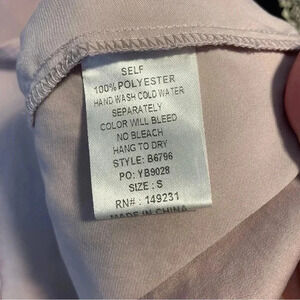 SELF
100% POLYESTER
HAND WASH COLD WATER
SEPARATELY
COLOR WILL BLEED
NO BLEACH
HANG TO DRY
STYLE: B6796
PO: YB9028
SIZE : S
RN# : 149231
MADE IN CHINA